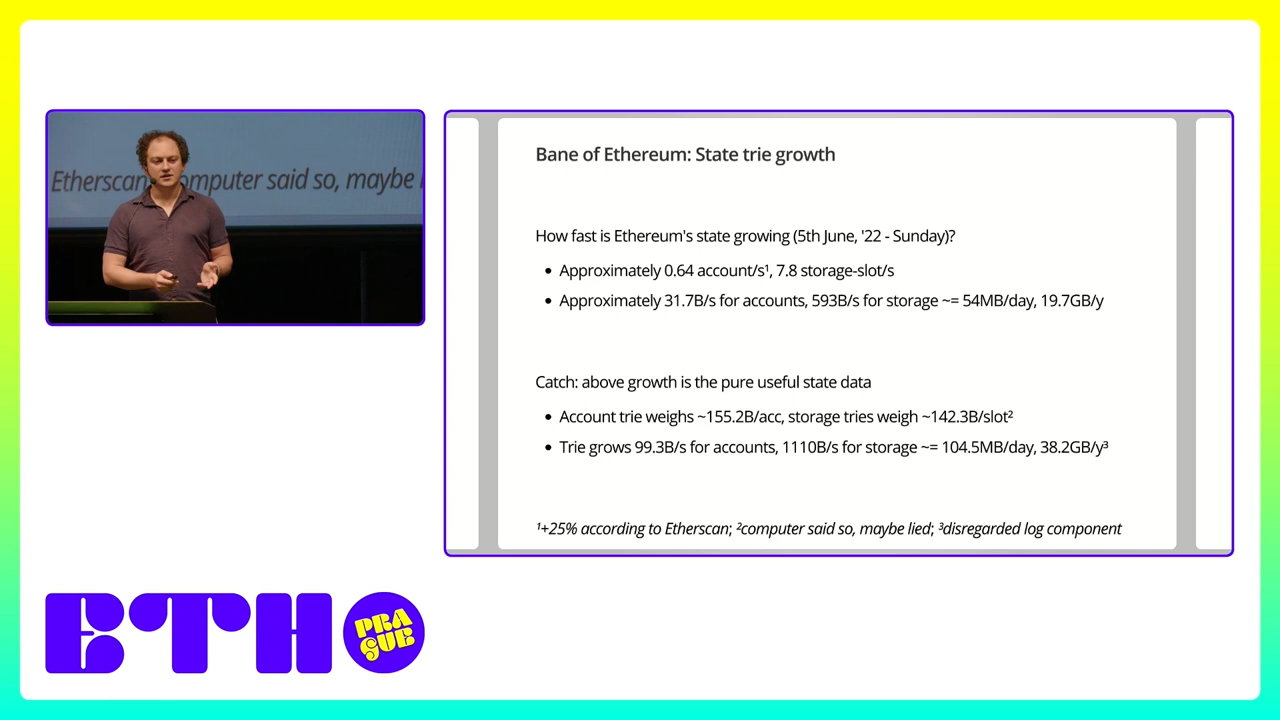 Etherscan computer said so, maybe
Bane of Ethereum: State trie growth
How fast is Ethereum's state growing (5th June, '22 - Sunday)?
• Approximately 0.64 account/s¹, 7.8 storage-slot/s
• Approximately 31.7B/s for accounts, 593B/s for storage ~= 54MB/day, 19.7GB/y
Catch: above growth is the pure useful state data
• Account trie weighs ~155.2B/acc, storage tries weigh ~142.3B/slot²
• Trie grows 99.3B/s for accounts, 1110B/s for storage ~= 104.5MB/day, 38.2GB/y³
¹+25% according to Etherscan; ²computer said so, maybe lied; ³disregarded log component
ETH
PRA
GUE